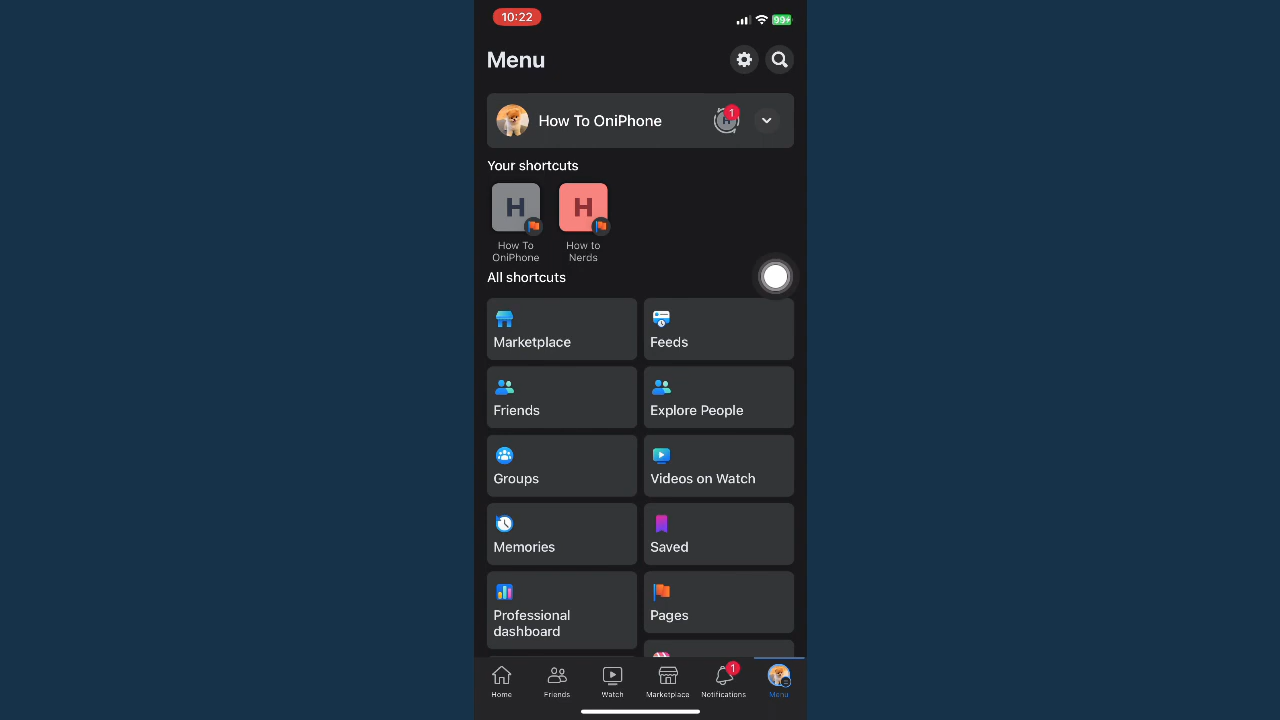 10:22
99+
Menu
How To OniPhone
1
Your shortcuts
H
H
How To
OniPhone
How to
Nerds
All shortcuts
Marketplace
Feeds
Friends
Explore People
Groups
Videos on Watch
Memories
Saved
Professional
dashboard
Pages
1
Home
Friends
Watch
Marketplace
Notifications
Menu